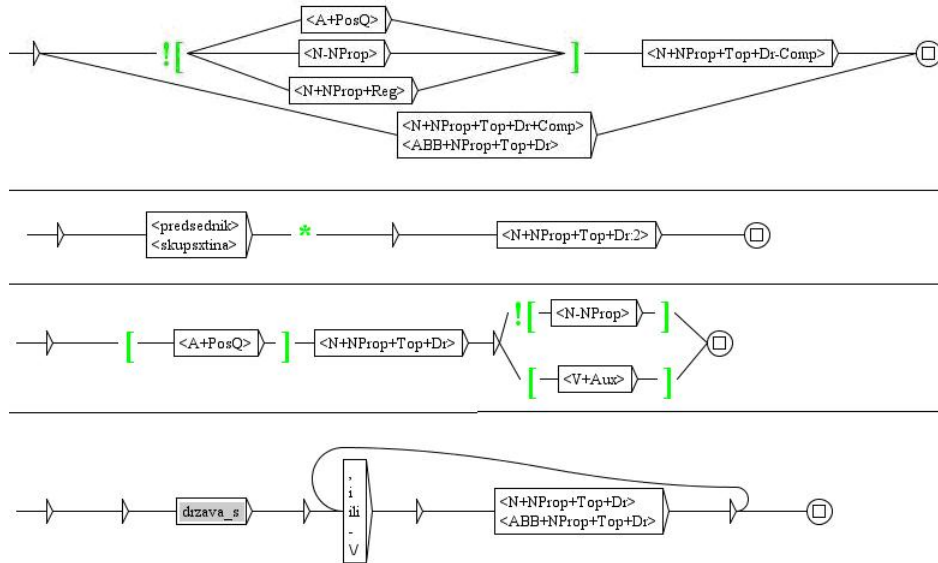 <A+PosQ>
![ <N-NProp> ] <N+NProp+Top+Dr-Comp>
<N+NProp+Reg>
<N+NProp+Top+Dr+Comp>
<ABB+NProp+Top+Dr>
<predsednik>
<skupsxtina>
*
<N+NProp+Top+Dr:2>
![ <N-NProp> ]
[ <A+PosQ> ] <N+NProp+Top+Dr>
[ <V+Aux> ]
drzava_s
,
i
ili
-
\/
<N+NProp+Top+Dr>
<ABB+NProp+Top+Dr>